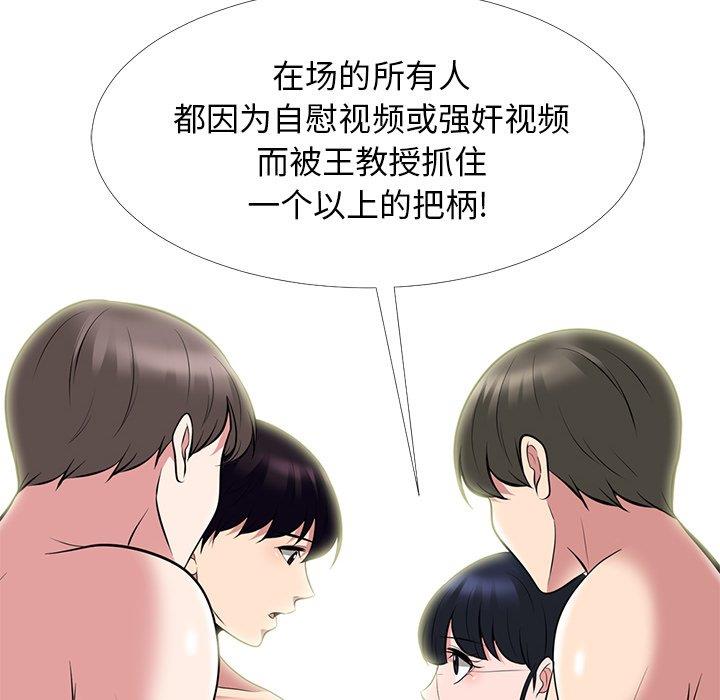 在场的所有人
都因为自慰视频或强奸视频
而被王教授抓住
一个以上的把柄!